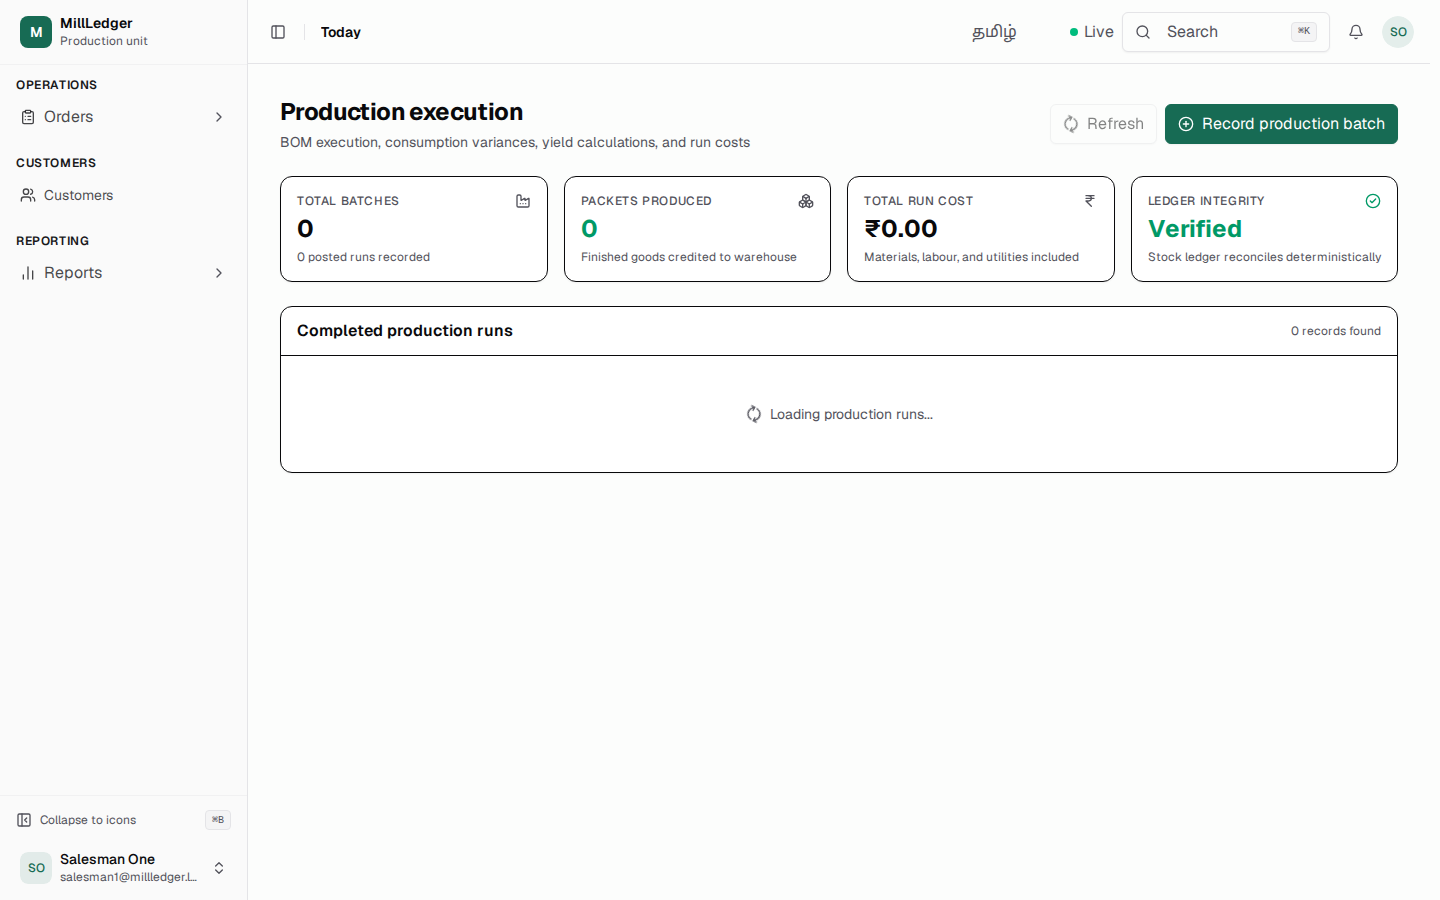 M
MillLedger
Production unit
OPERATIONS
Orders
CUSTOMERS
Customers
REPORTING
Reports
Collapse to icons
⌘B
SO
Salesman One
salesman1@millledger.l...
Today
தமிழ்
Live
Search
⌘K
SO
Production execution
BOM execution, consumption variances, yield calculations, and run costs
Refresh
Record production batch
TOTAL BATCHES
0
0 posted runs recorded
PACKETS PRODUCED
0
Finished goods credited to warehouse
TOTAL RUN COST
₹
₹0.00
Materials, labour, and utilities included
LEDGER INTEGRITY
Verified
Stock ledger reconciles deterministically
Completed production runs
0 records found
Loading production runs...